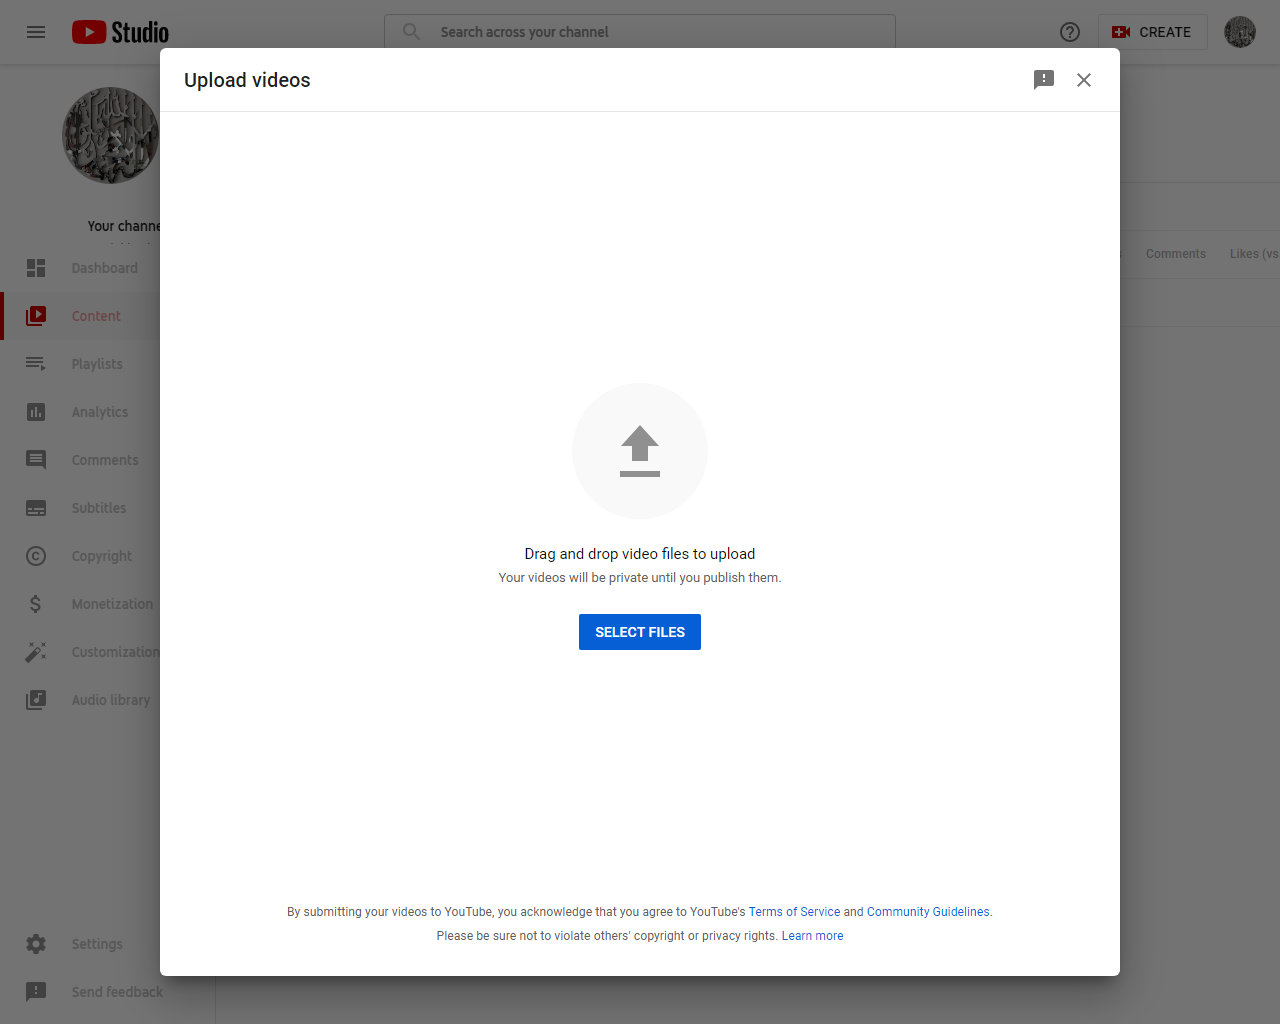 Studio
Search across your channel
CREATE
Upload videos
Your channe
Dashboard
Content
Playlists
Analytics
Comments
Subtitles
Copyright
Monetization
Customization
Audio library
Settings
Send feedback
Comments
Likes (vs
Drag and drop video files to upload
Your videos will be private until you publish them.
SELECT FILES
By submitting your videos to YouTube, you acknowledge that you agree to YouTube's Terms of Service and Community Guidelines.
Please be sure not to violate others' copyright or privacy rights. Learn more